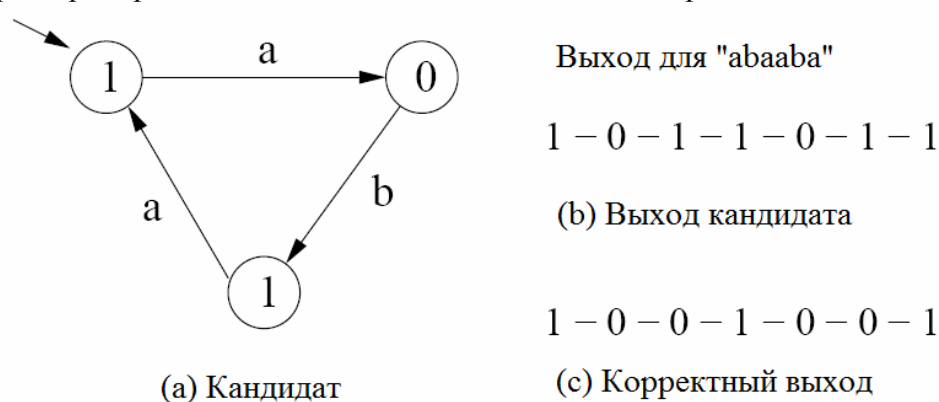 1
a
0
b
a
1
(a) Кандидат
Выход для "abaaba"
1 – 0 – 1 – 1 – 0 – 1 – 1
(b) Выход кандидата
1 – 0 – 0 – 1 – 0 – 0 – 1
(c) Корректный выход